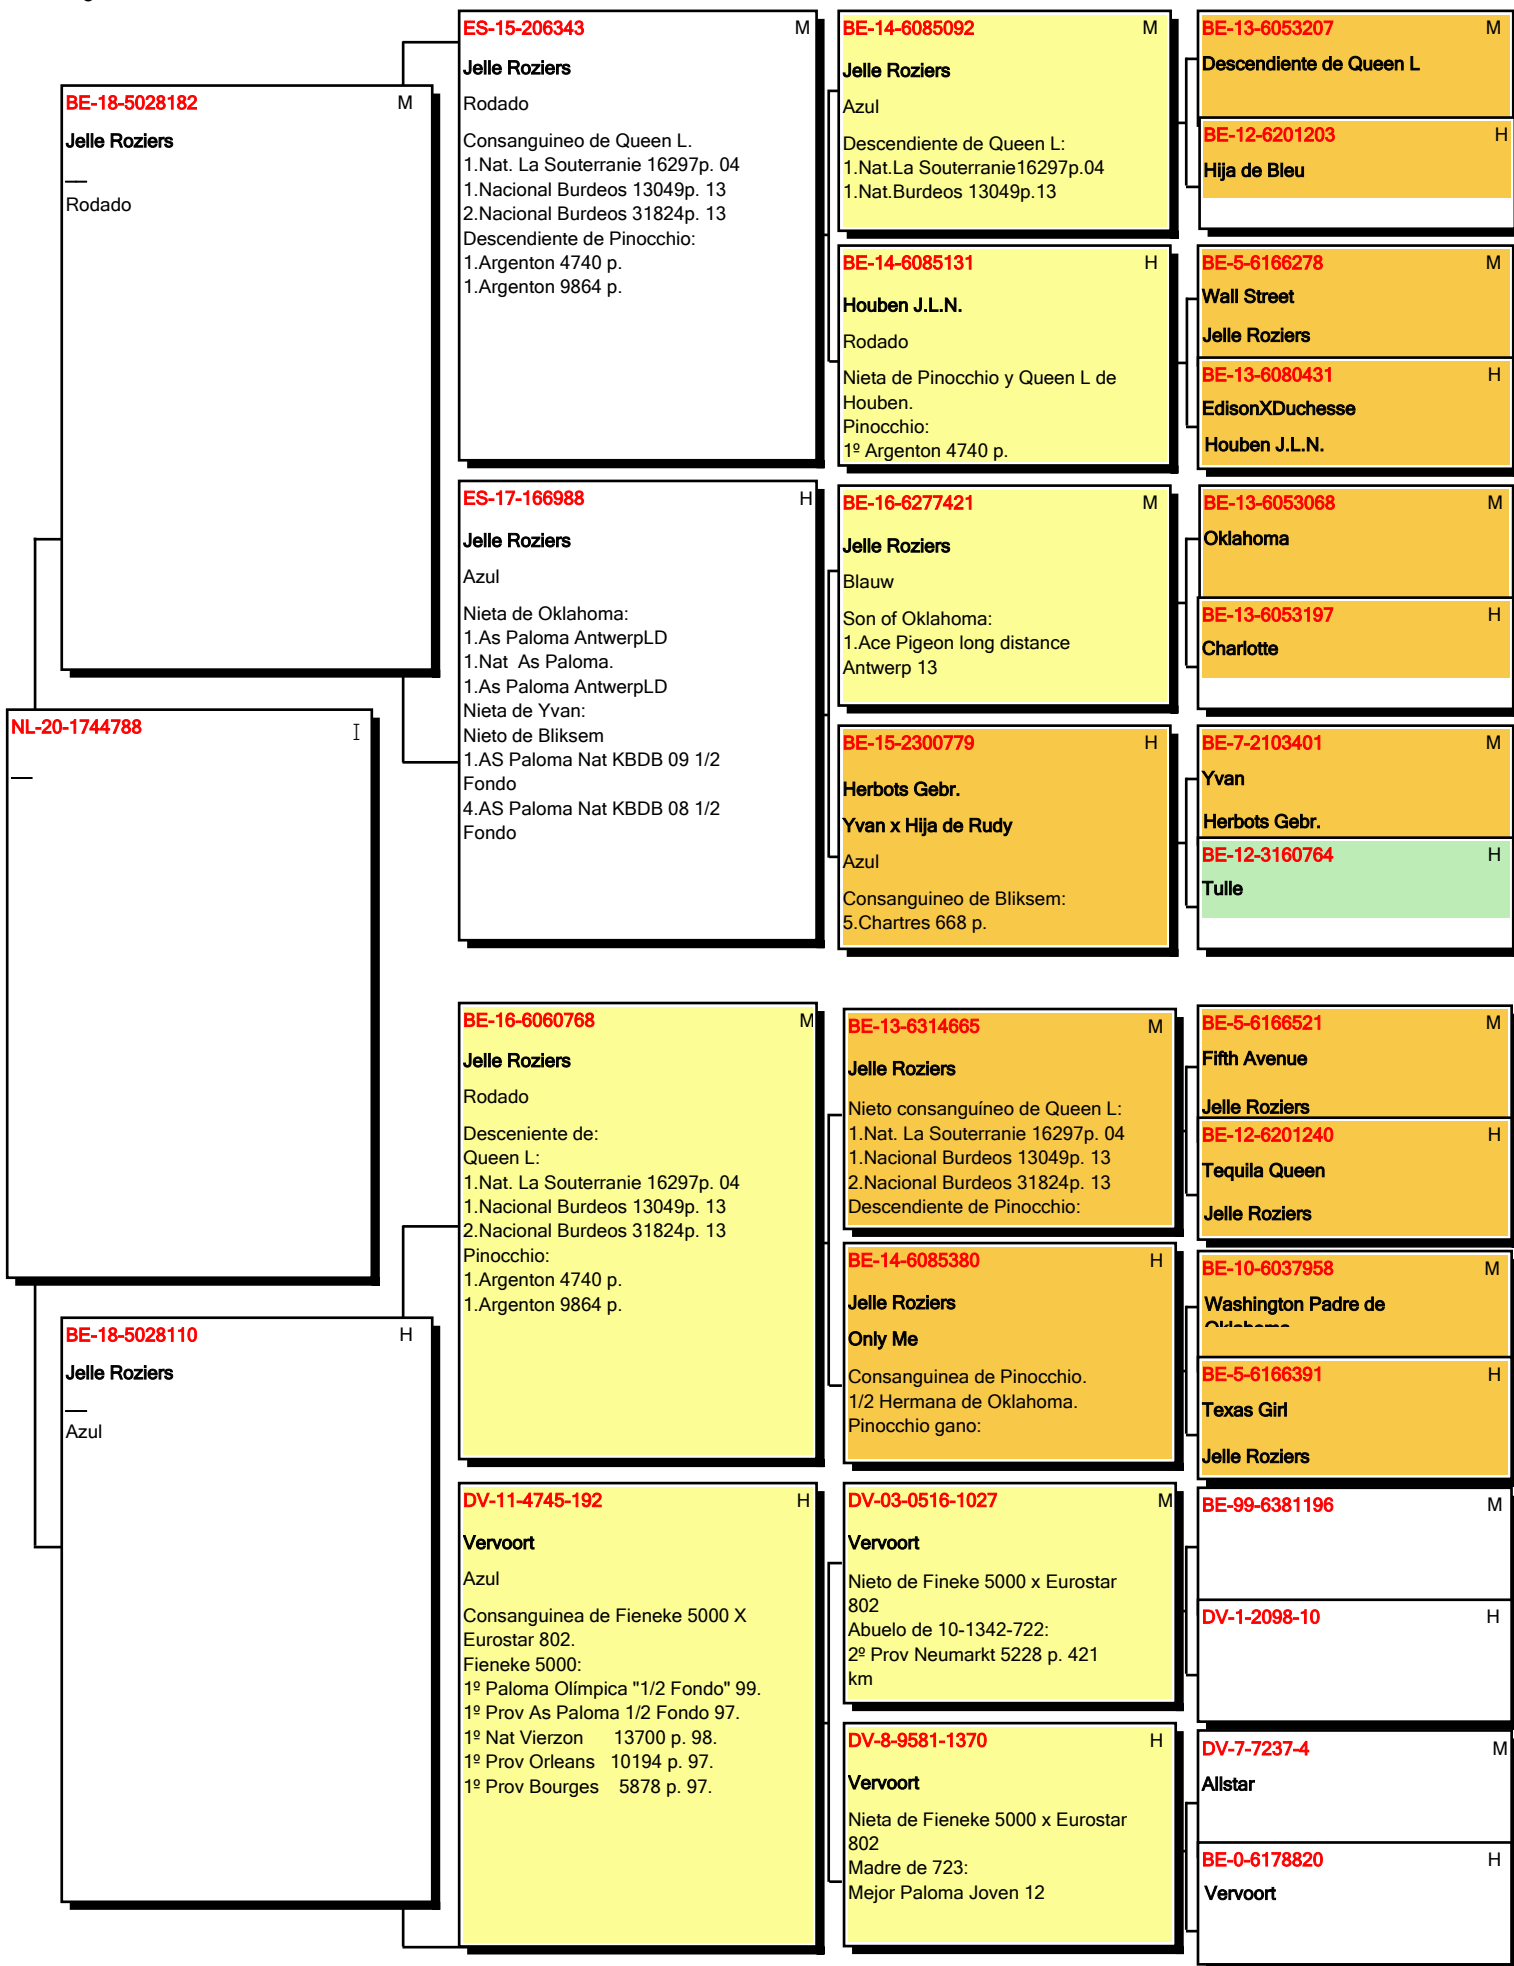 ES-15-206343 M
Jelle Roziers
Rodado
Consanguineo de Queen L.
1.Nat. La Souterranie 16297p. 04
1.Nacional Burdeos 13049p. 13
2.Nacional Burdeos 31824p. 13
Descendiente de Pinocchio:
1.Argenton 4740 p.
1.Argenton 9864 p.
BE-14-6085092 M
Jelle Roziers
Azul
Descendiente de Queen L:
1.Nat.La Souterranie16297p.04
1.Nat.Burdeos 13049p.13
BE-13-6053207 M
Descendiente de Queen L
BE-12-6201203 H
Hija de Bleu
BE-18-5028182 M
Jelle Roziers
__
Rodado
BE-14-6085131 H
Houben J.L.N.
Rodado
Nieta de Pinocchio y Queen L de
Houben.
Pinocchio:
1º Argenton 4740 p.
BE-5-6166278 M
Wall Street
Jelle Roziers
BE-13-6080431 H
EdisonXDuchesse
Houben J.L.N.
ES-17-166988 H
Jelle Roziers
Azul
Nieta de Oklahoma:
1.As Paloma AntwerpLD
1.Nat  As Paloma.
1.As Paloma AntwerpLD
Nieta de Yvan:
Nieto de Bliksem
1.AS Paloma Nat KBDB 09 1/2
Fondo
4.AS Paloma Nat KBDB 08 1/2
Fondo
BE-16-6277421 M
Jelle Roziers
Blauw
Son of Oklahoma:
1.Ace Pigeon long distance
Antwerp 13
BE-13-6053068 M
Oklahoma
BE-13-6053197 H
Charlotte
NL-20-1744788 I
__
BE-15-2300779 H
Herbots Gebr.
Yvan x Hija de Rudy
Azul
Consanguineo de Bliksem:
5.Chartres 668 p.
BE-7-2103401 M
Yvan
Herbots Gebr.
BE-12-3160764 H
Tulle
BE-16-6060768 M
Jelle Roziers
Rodado
Desceniente de:
Queen L:
1.Nat. La Souterranie 16297p. 04
1.Nacional Burdeos 13049p. 13
2.Nacional Burdeos 31824p. 13
Pinocchio:
1.Argenton 4740 p.
1.Argenton 9864 p.
BE-13-6314665 M
Jelle Roziers
Nieto consanguíneo de Queen L:
1.Nat. La Souterranie 16297p. 04
1.Nacional Burdeos 13049p. 13
2.Nacional Burdeos 31824p. 13
Descendiente de Pinocchio:
BE-5-6166521 M
Fifth Avenue
Jelle Roziers
BE-12-6201240 H
Tequila Queen
Jelle Roziers
BE-18-5028110 H
Jelle Roziers
__
Azul
BE-14-6085380 H
Jelle Roziers
Only Me
Consanguinea de Pinocchio.
1/2 Hermana de Oklahoma.
Pinocchio gano:
BE-10-6037958 M
Washington Padre de
Oklahoma
BE-5-6166391 H
Texas Girl
Jelle Roziers
DV-11-4745-192 H
Vervoort
Azul
Consanguinea de Fieneke 5000 X
Eurostar 802.
Fieneke 5000:
1º Paloma Olímpica "1/2 Fondo" 99.
1º Prov As Paloma 1/2 Fondo 97.
1º Nat Vierzon     13700 p. 98.
1º Prov Orleans   10194 p. 97.
1º Prov Bourges    5878 p. 97.
DV-03-0516-1027 M
Vervoort
Nieto de Fineke 5000 x Eurostar
802
Abuelo de 10-1342-722:
2º Prov Neumarkt 5228 p. 421
km
BE-99-6381196 M
DV-1-2098-10 H
DV-8-9581-1370 H
Vervoort
Nieta de Fieneke 5000 x Eurostar
802
Madre de 723:
Mejor Paloma Joven 12
DV-7-7237-4 M
Allstar
BE-0-6178820 H
Vervoort